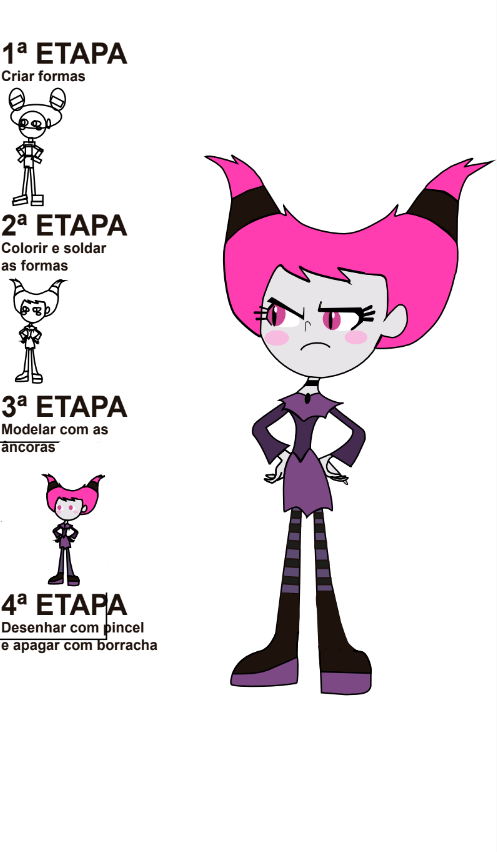 1ª ETAPA
Criar formas
2ª ETAPA
Colorir e soldar
as formas
3ª ETAPA
Modelar com as
âncoras
4ª ETAPA
Desenhar com pincel
e apagar com borracha